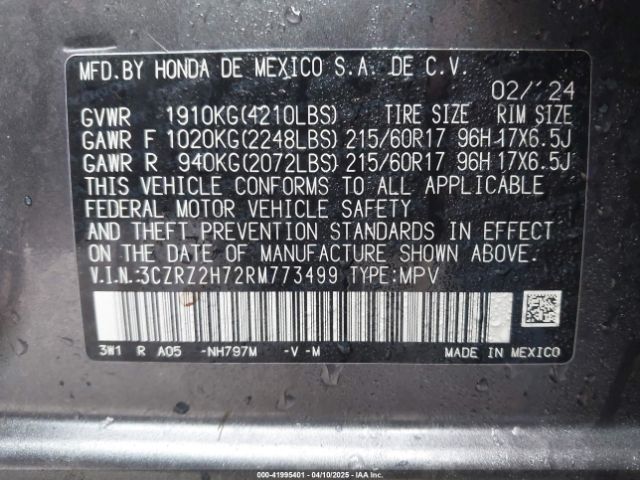 MFD.BY HONDA DE MEXICO S.A. DE C.V.
02/'24
GVWR 1910KG(4210LBS) TIRE SIZE RIM SIZE
GAWR F 1020KG(2248LBS) 215/60R17 96H 17X6.5J
GAWR R 940KG(2072LBS) 215/60R17 96H 17X6.5J
THIS VEHICLE CONFORMS TO ALL APPLICABLE
FEDERAL MOTOR VEHICLE SAFETY
AND THEFT PREVENTION STANDARDS IN EFFECT
ON THE DATE OF MANUFACTURE SHOWN ABOVE.
V.I.N.:3CZRZ2H72RM773499 TYPE:MPV
3W1 R A05 -NH797M -V -M MADE IN MEXICO
000-41995401 - 04/10/2025 - IAAI.COM